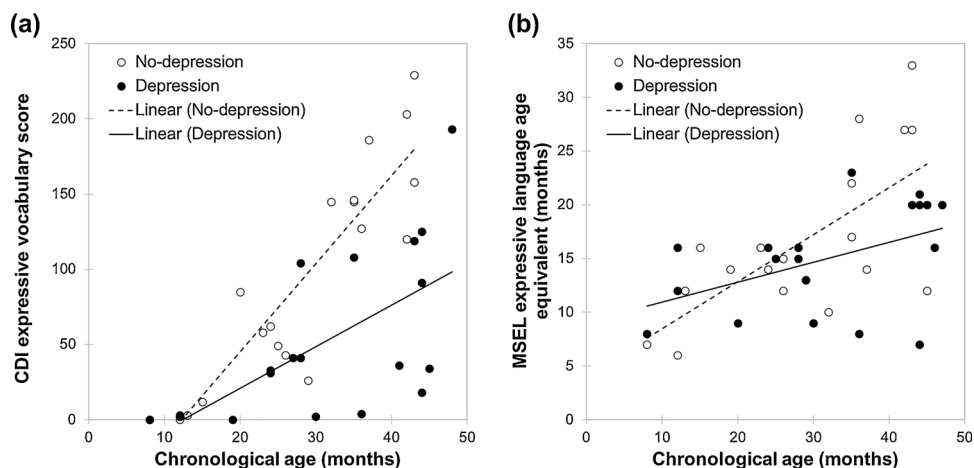 (a)
250
200
150
100
50
0
0
10
20
30
40
50
CDI expressive vocabulary score
Chronological age (months)
No-depression
Depression
Linear (No-depression)
Linear (Depression)
(b)
35
30
25
20
15
10
5
0
0
10
20
30
40
50
MSEL expressive language age
equivalent (months)
Chronological age (months)
No-depression
Depression
Linear (No-depression)
Linear (Depression)